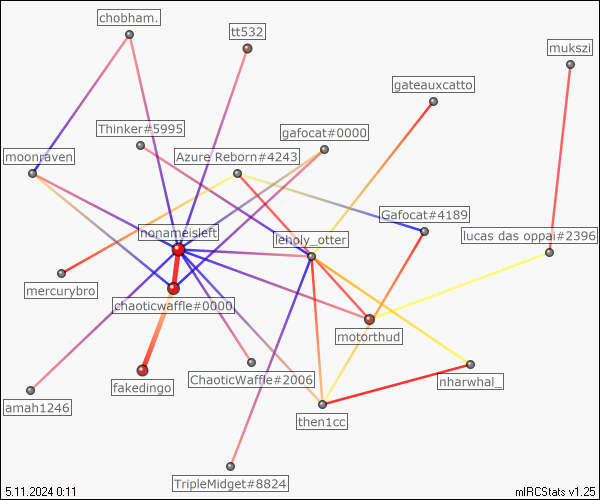 chobham.
tt532
mukszi
gateauxcatto
Thinker#5995
gafocat#0000
moonraven
Azure Reborn#4243
Gafocat#4189
nonameisleft
leholy_otter
lucas das oppai#2396
mercurybro
chaoticwaffle#0000
motorthud
fakedingo
ChaoticWaffle#2006
nharwhal_
amah1246
then1cc
TripleMidget#8824
5.11.2024 0:11
mIRCStats v1.25